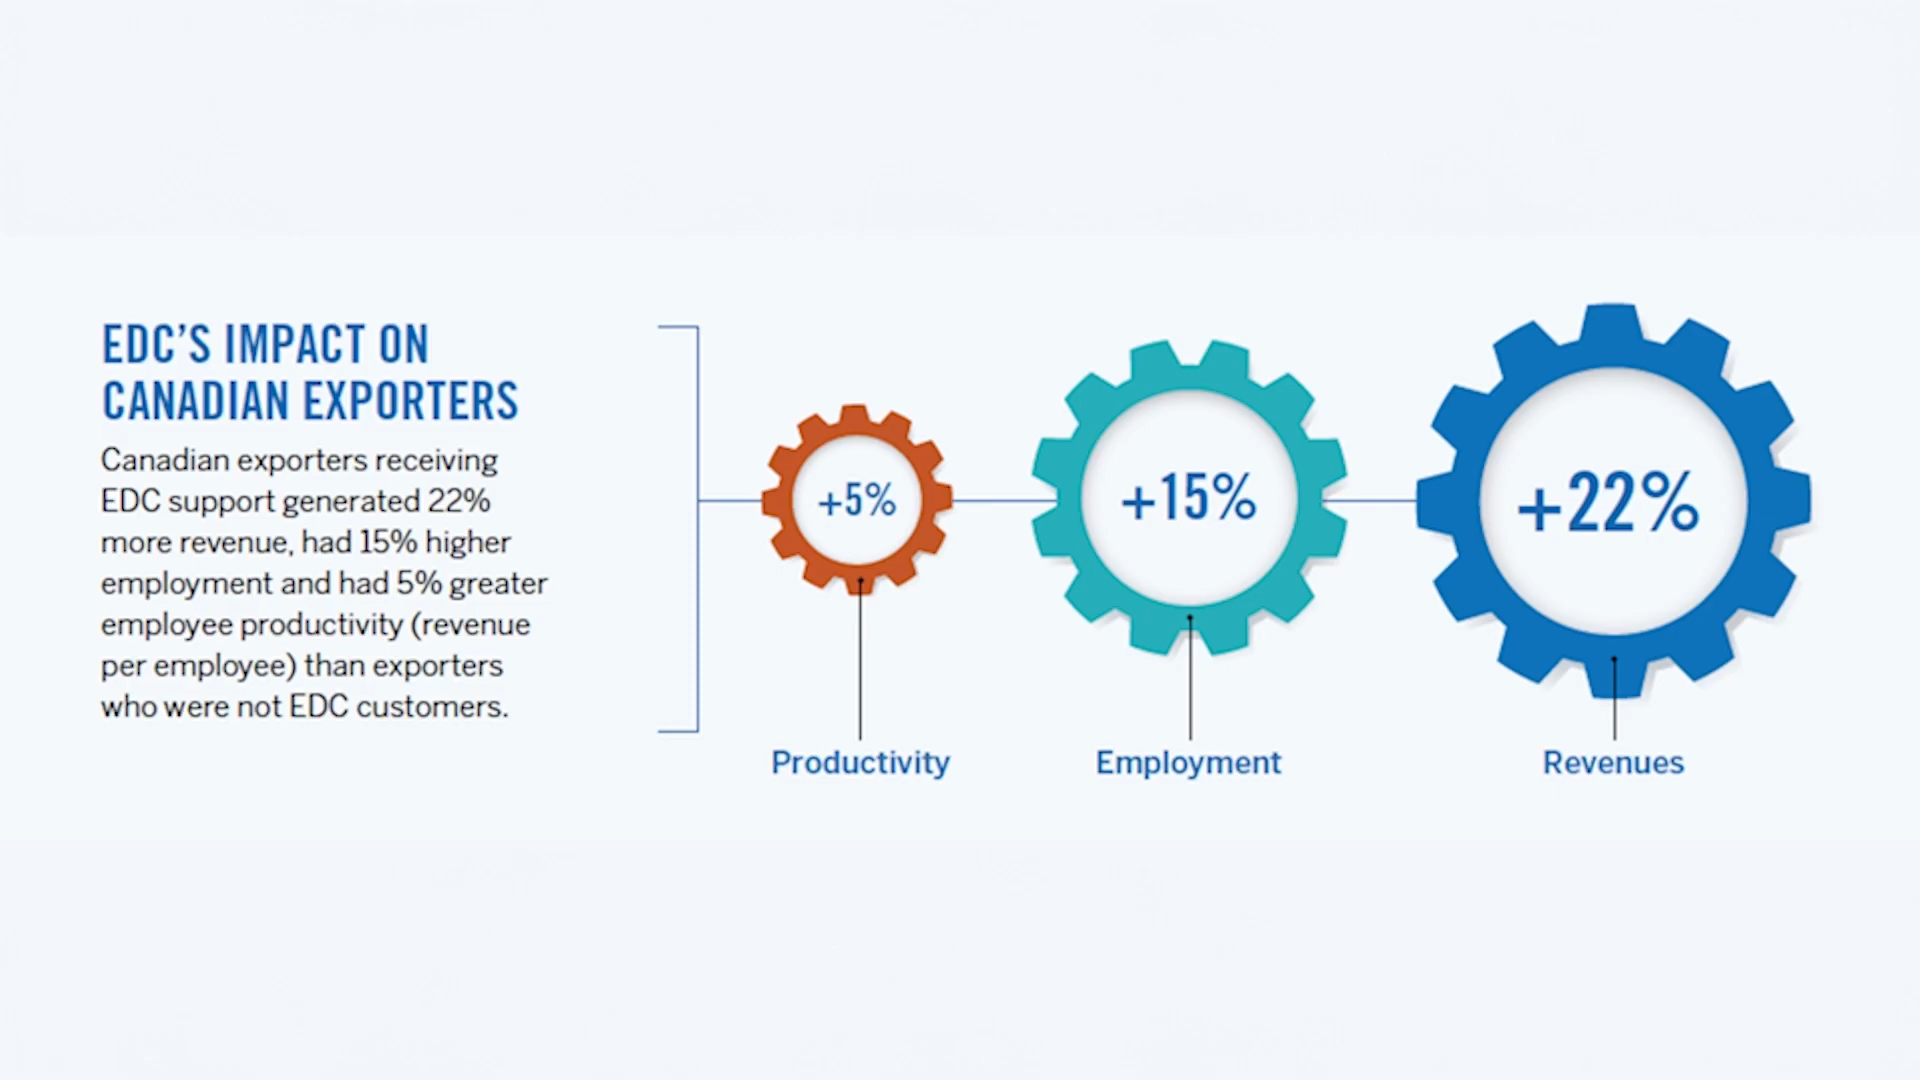 EDC’S IMPACT ON
CANADIAN EXPORTERS
Canadian exporters receiving
EDC support generated 22%
more revenue, had 15% higher
employment and had 5% greater
employee productivity (revenue
per employee) than exporters
who were not EDC customers.
+5%
+15%
+22%
Productivity
Employment
Revenues